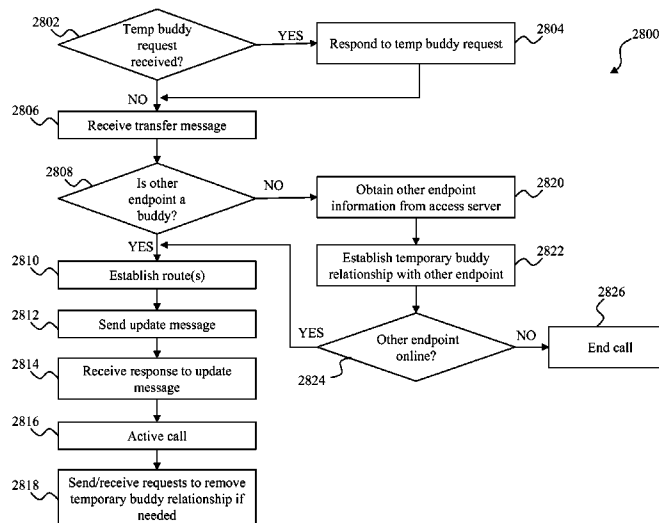 2802
Temp buddy
request
received?
YES
Respond to temp buddy request
2804
2800
NO
2806
Receive transfer message
2808
Is other
endpoint a
buddy?
NO
Obtain other endpoint
information from access server
2820
YES
Establish temporary buddy
relationship with other endpoint
2822
2810
Establish route(s)
2812
Send update message
YES
Other endpoint
online?
2824
NO
2826
End call
2814
Receive response to update
message
2816
Active call
2818
Send/receive requests to remove
temporary buddy relationship if
needed